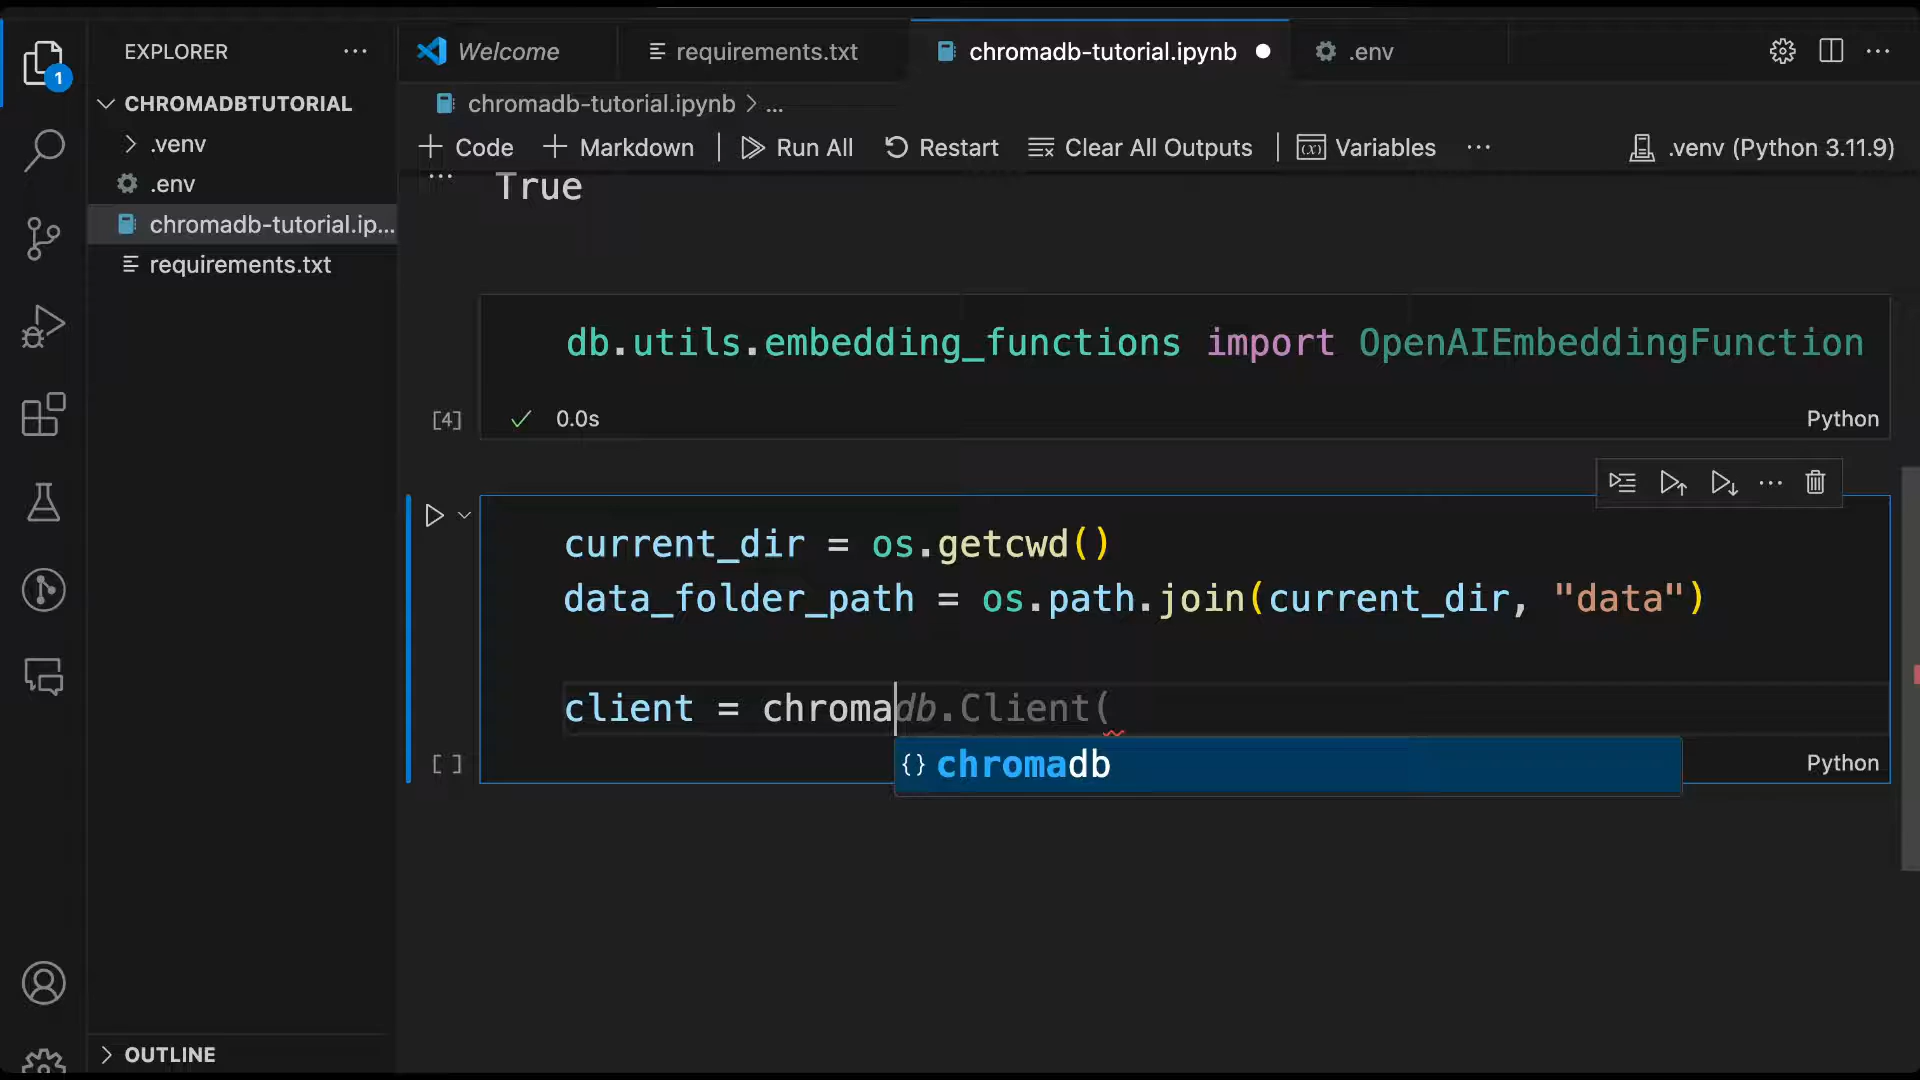 EXPLORER
Welcome
requirements.txt
chromadb-tutorial.ipynb
.env
1
CHROMADBTUTORIAL
.venv
.env
chromadb-tutorial.ip...
requirements.txt
chromadb-tutorial.ipynb > ...
Code
Markdown
Run All
Restart
Clear All Outputs
Variables
.venv (Python 3.11.9)
True
db.utils.embedding_functions import OpenAIEmbeddingFunction
[4]
0.0s
Python
current_dir = os.getcwd()
data_folder_path = os.path.join(current_dir, "data")
client = chromadb.Client(
{} chromadb
[ ]
Python
OUTLINE